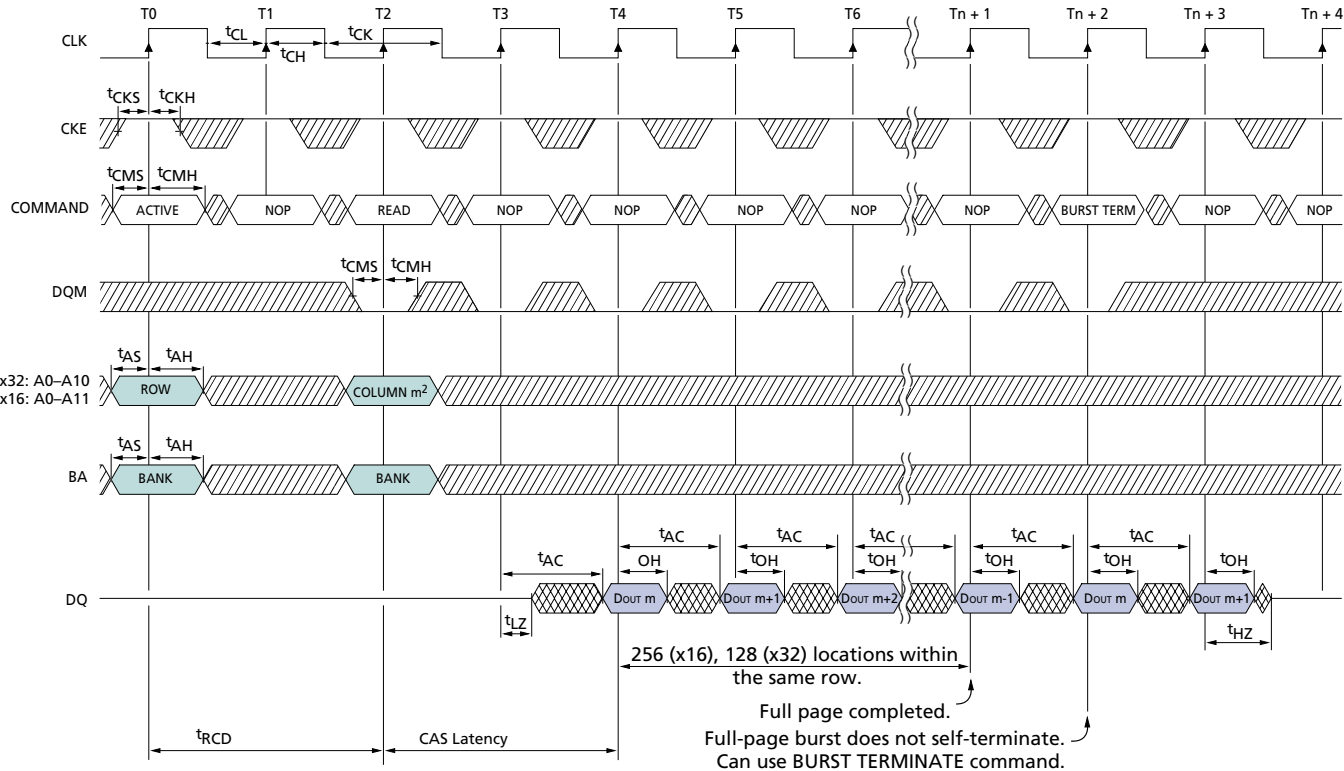 T0 T1 T2 T3 T4 T5 T6 Tn + 1 Tn + 2 Tn + 3 Tn + 4
CLK tCL tCH tCK
tCKS tCKH
CKE
tCMS tCMH
COMMAND ACTIVE NOP READ NOP NOP NOP NOP NOP BURST TERM NOP NOP
tCMS tCMH
DQM
tAS tAH
x32: A0–A10
x16: A0–A11
ROW COLUMN m2
tAS tAH
BA BANK BANK
tAC tAC tAC tAC tAC tAC
OH tOH tOH tOH tOH tOH
DQ DOUT m DOUT m+1 DOUT m+2 DOUT m-1 DOUT m DOUT m+1
tLZ tHZ
256 (x16), 128 (x32) locations within
the same row.
Full page completed.
tRCD CAS Latency
Full-page burst does not self-terminate.
Can use BURST TERMINATE command.